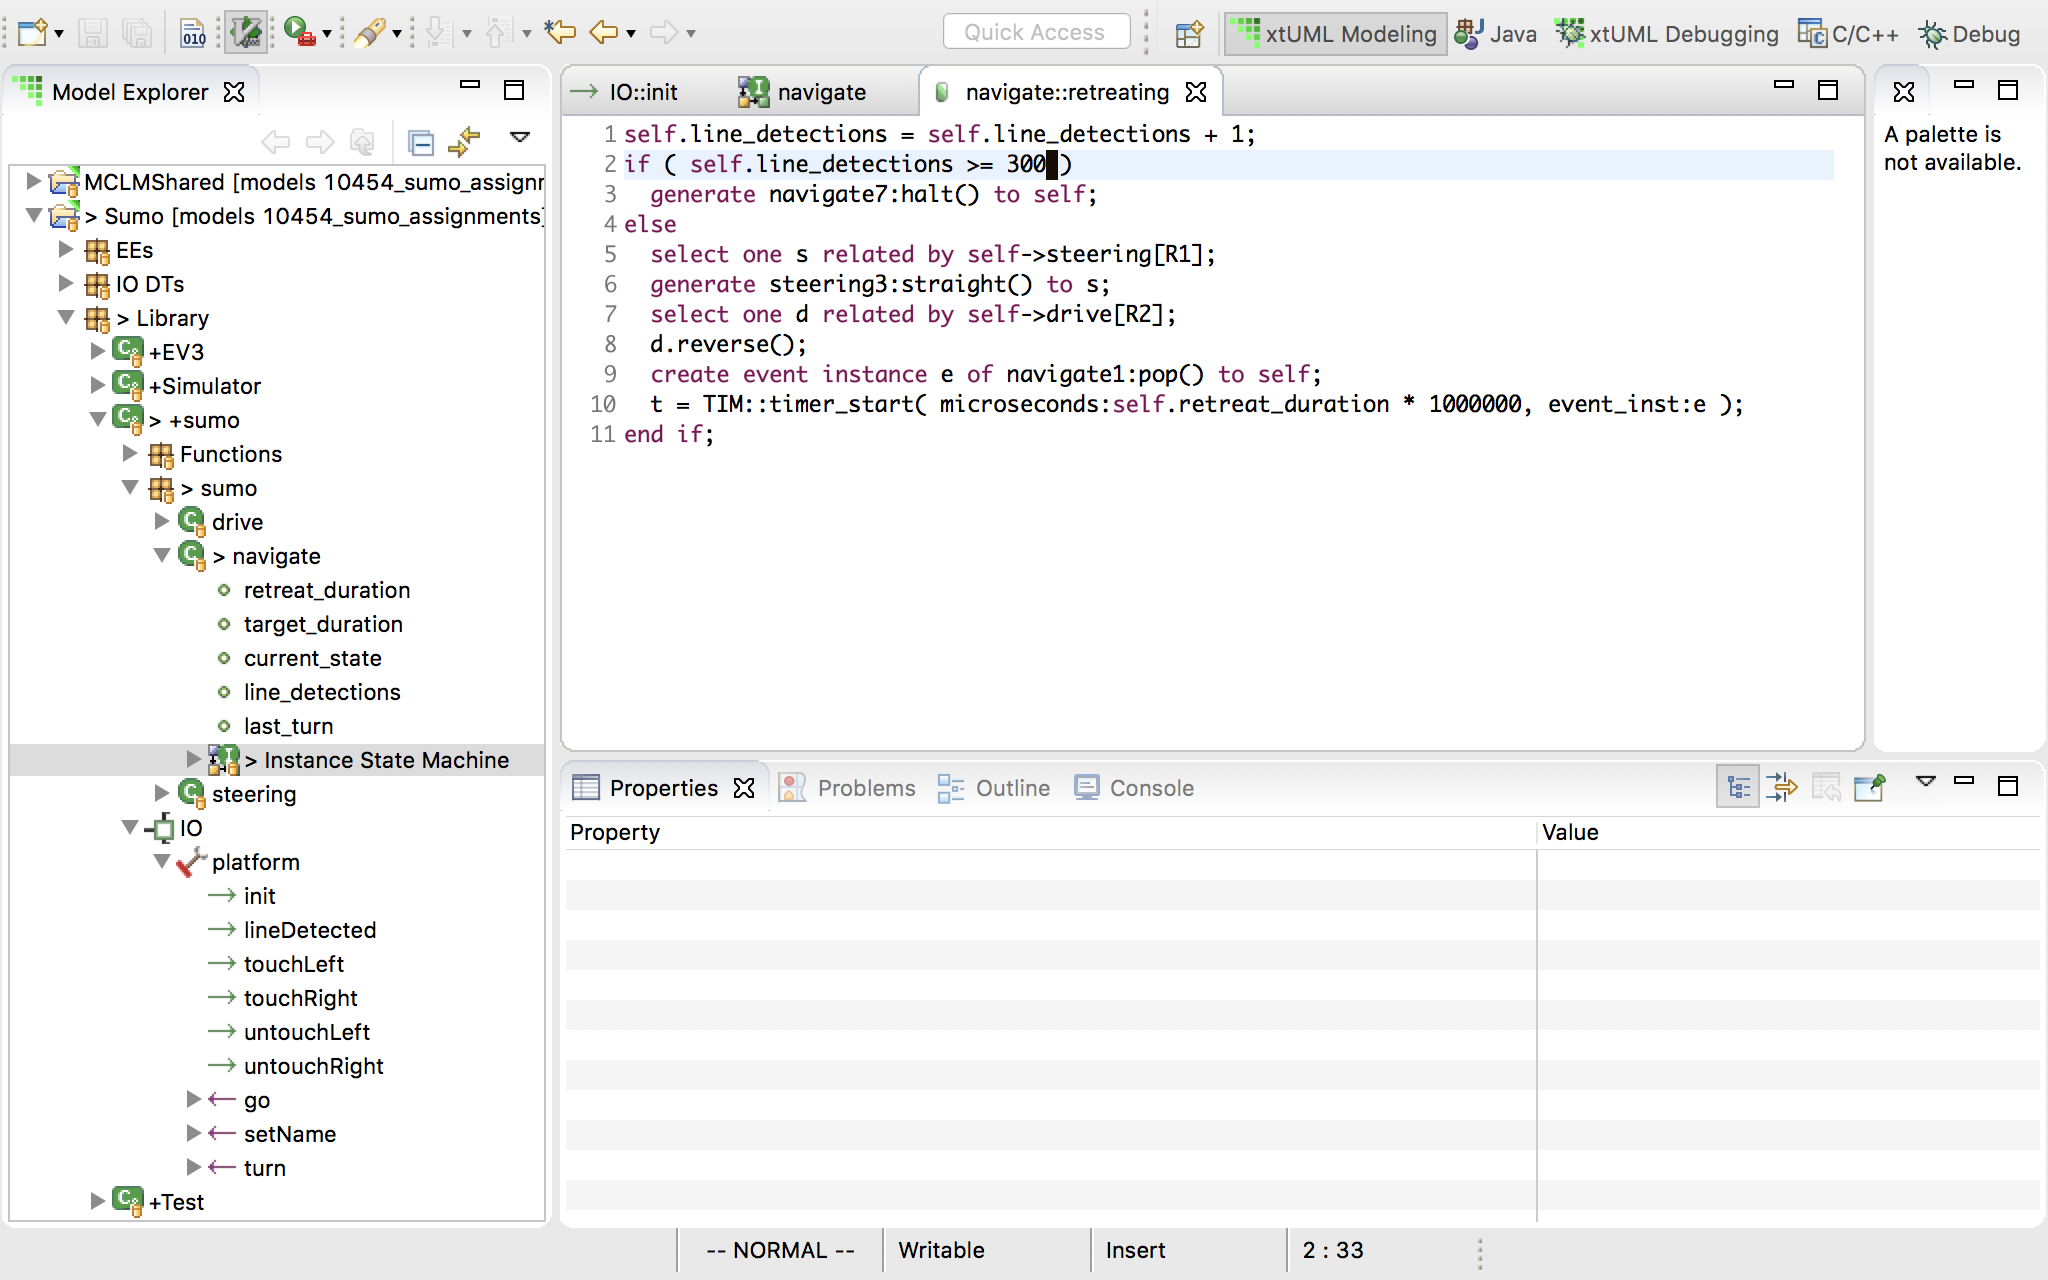 010
Quick Access
xtUML Modeling
Java
xtUML Debugging
C/C++
Debug
Model Explorer
MCLMShared [models 10454_sumo_assignr
> Sumo [models 10454_sumo_assignments]
EEs
IO DTs
> Library
+EV3
+Simulator
> +sumo
Functions
> sumo
drive
> navigate
retreat_duration
target_duration
current_state
line_detections
last_turn
> Instance State Machine
steering
IO
platform
init
lineDetected
touchLeft
touchRight
untouchLeft
untouchRight
go
setName
turn
+Test
IO::init
navigate
navigate::retreating
1 self.line_detections = self.line_detections + 1;
2 if ( self.line_detections >= 300 )
3   generate navigate7:halt() to self;
4 else
5   select one s related by self->steering[R1];
6   generate steering3:straight() to s;
7   select one d related by self->drive[R2];
8   d.reverse();
9   create event instance e of navigate1:pop() to self;
10   t = TIM::timer_start( microseconds:self.retreat_duration * 1000000, event_inst:e );
11 end if;
A palette is
not available.
Properties
Problems
Outline
Console
Property
Value
-- NORMAL --
Writable
Insert
2 : 33